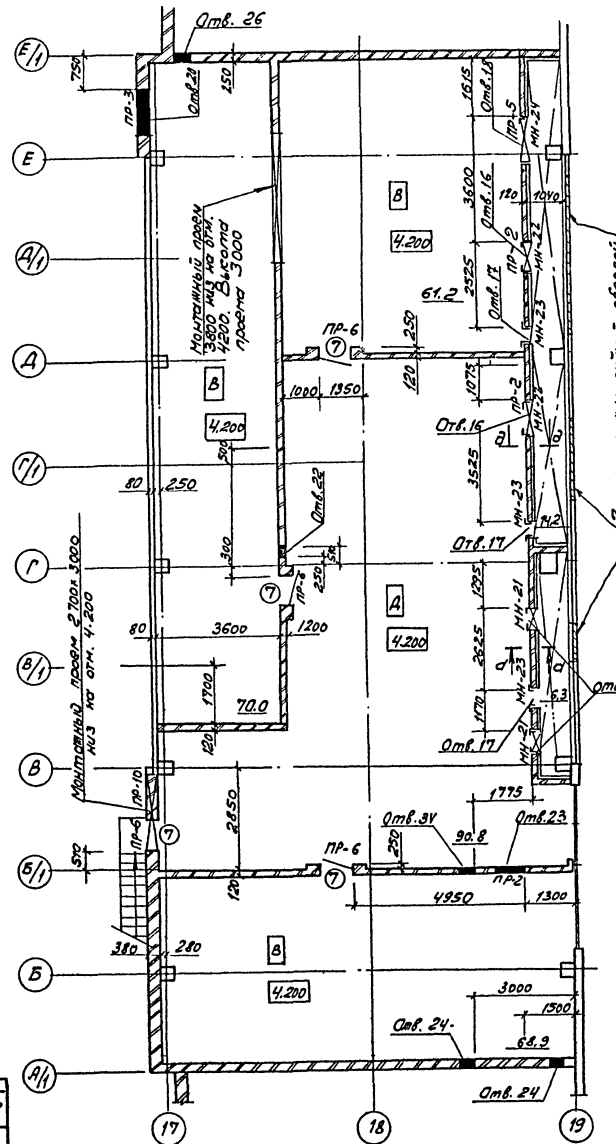 Отв. 26
Е/1
750
ПР-3
Отв.20
250
1615
Отв.18
ПР-5
МН-24
Е
В
3600
120
1040
Отв.16
4.200
Д/1
Монтажный проем
3800 низ на отм.
4200. Высота
проема 3000
ПР-2
МН-22
2525
61.2
Отв.17
МН-23
ПР-6
250
Д
7
120
1075
ПР-2
МН-22
В
1000
1350
4.200
Отв.16
а
а
500
3525
Г/1
80
250
Отв.22
МН-23
14,2
300
510
Отв.17
250
Г
7
ПР-6
1295
МН-21
Д
80
3600
1200
4.200
2625
а
а
В/1
МН-23
6,3
1700
70.0
1170
Отв.17
МН-21
120
Монтажный проем 2700х3000
низ на отм. 4.200
В
ПР-10
1775
2850
Отв.34
Отв.23
ПР-6
7
ПР-6
250
90.8
510
Б/1
7
ПР-2
120
4950
1300
380
280
В
Б
4.200
3000
1500
Отв. 24
68,9
А/1
Отв. 24
17
18
19